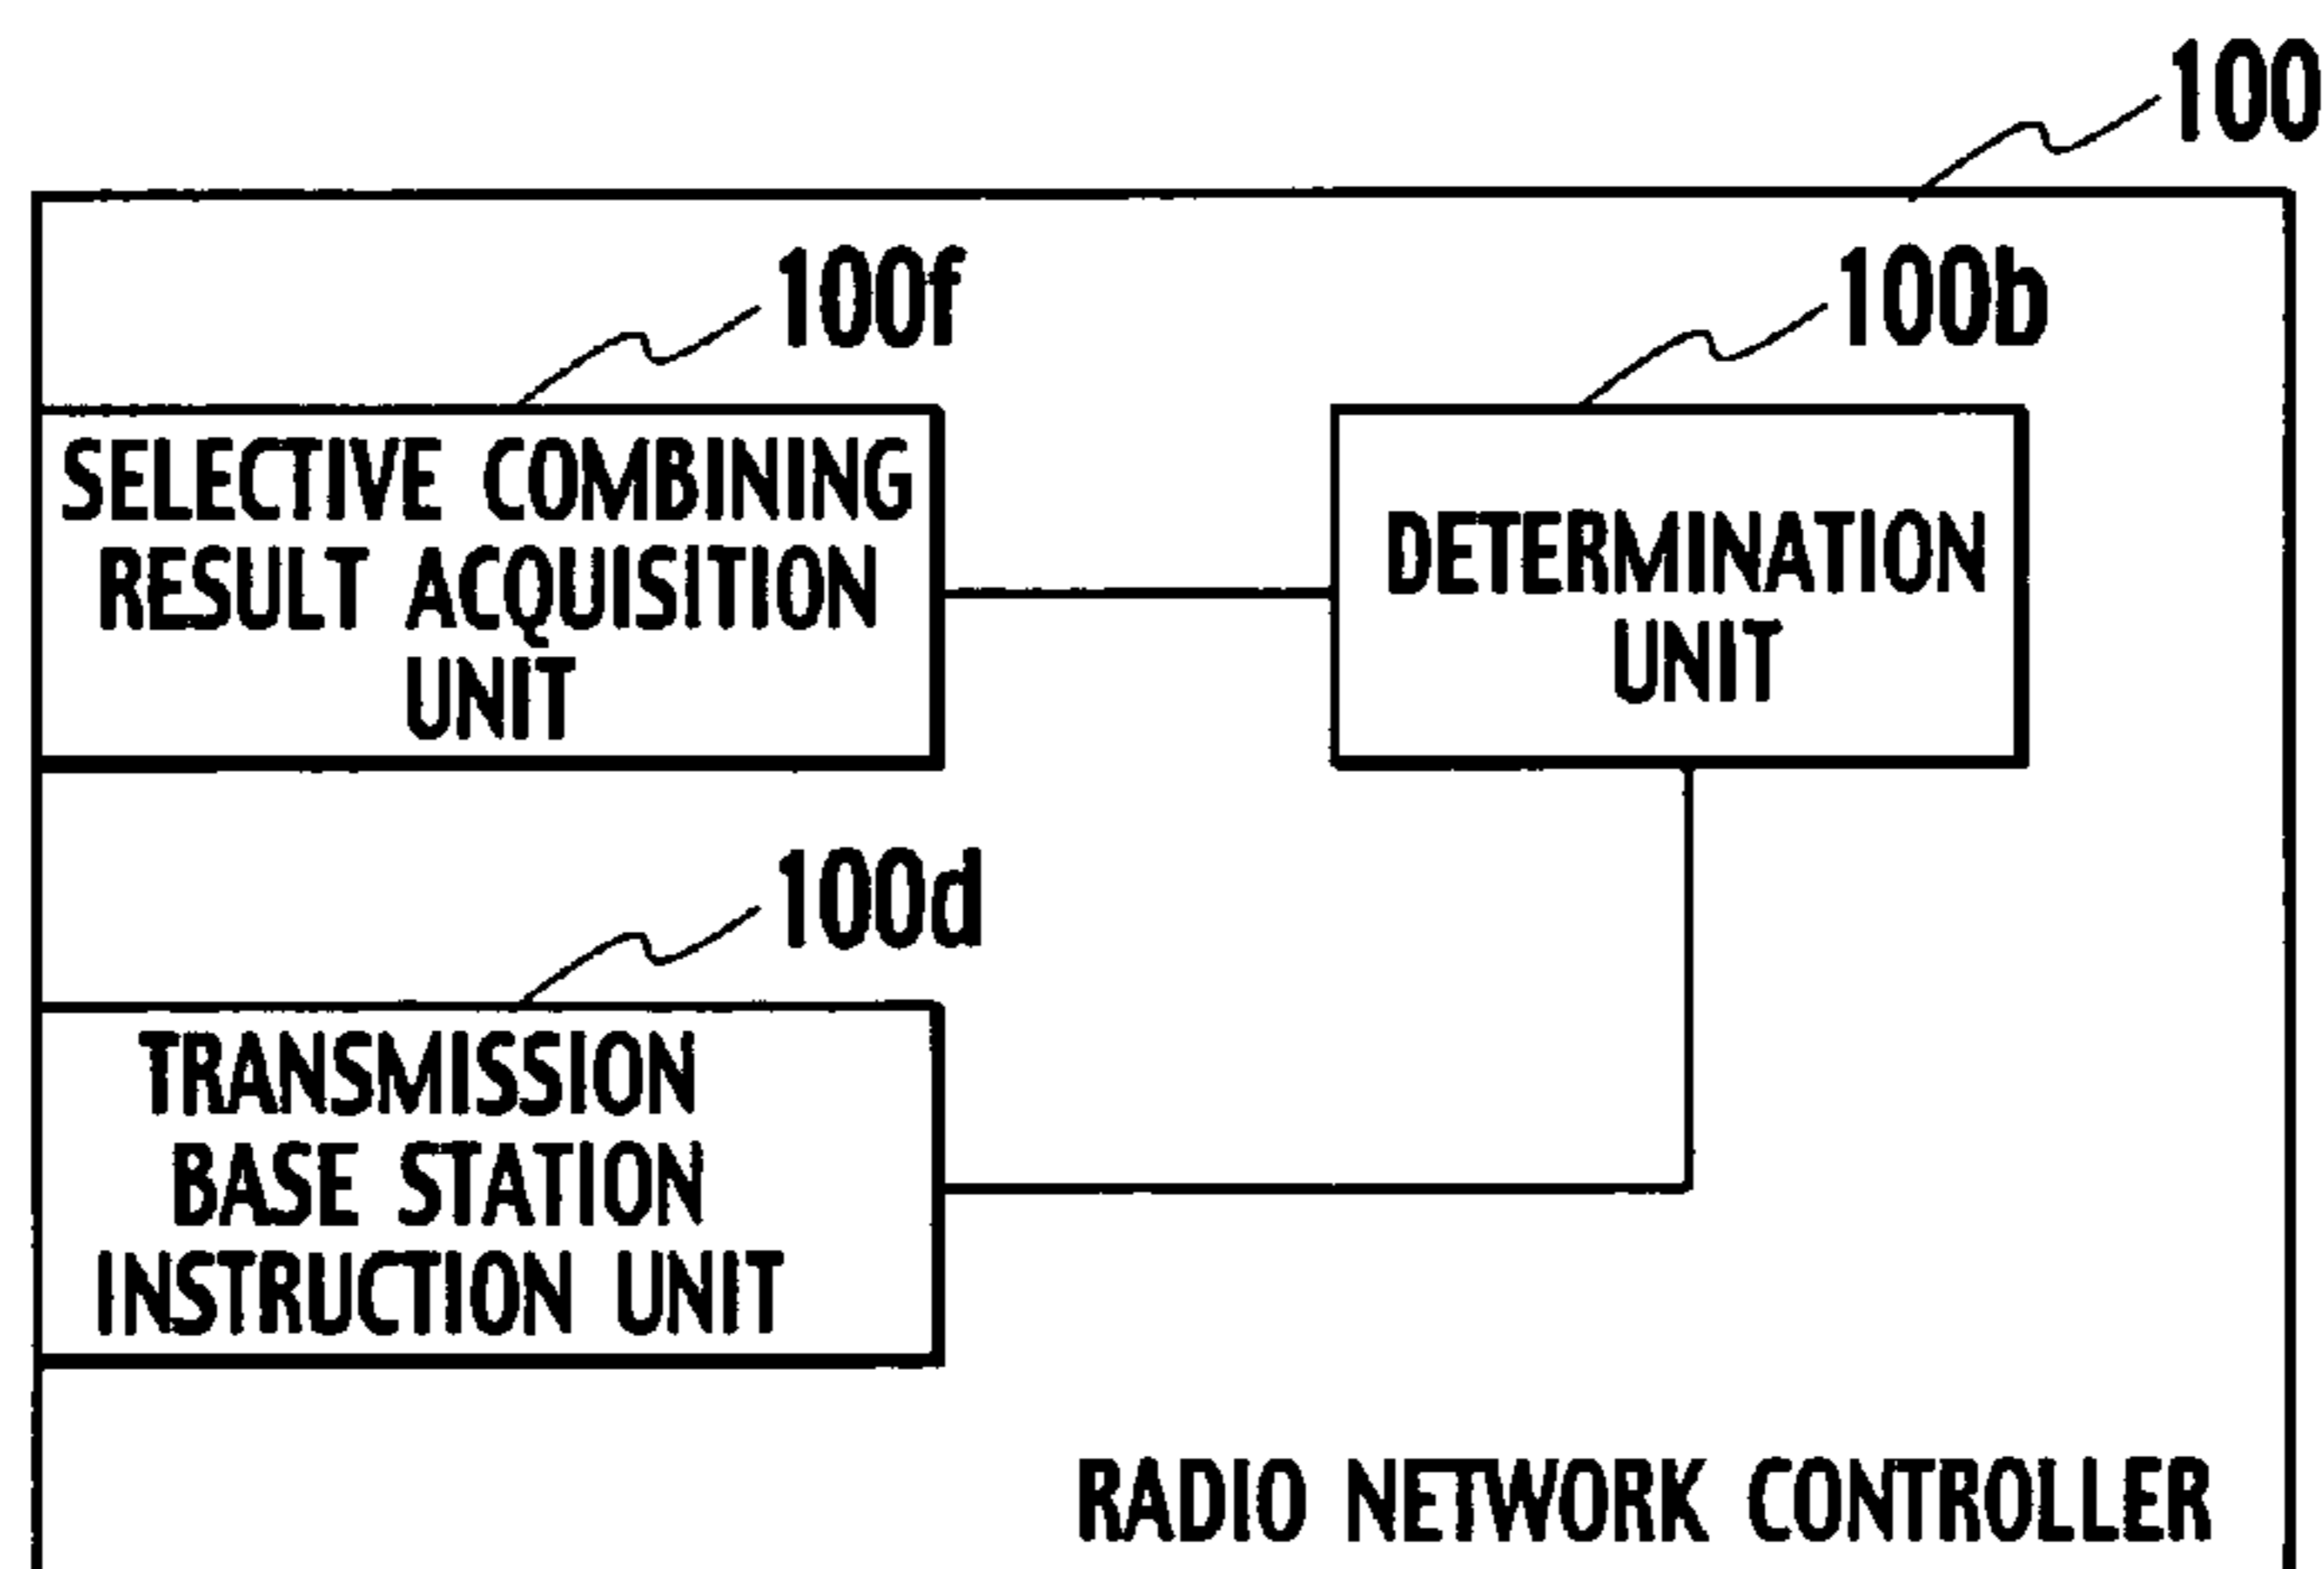 100
100f
100b
SELECTIVE COMBINING
RESULT ACQUISITION
UNIT
DETERMINATION
UNIT
100d
TRANSMISSION
BASE STATION
INSTRUCTION UNIT
RADIO NETWORK CONTROLLER